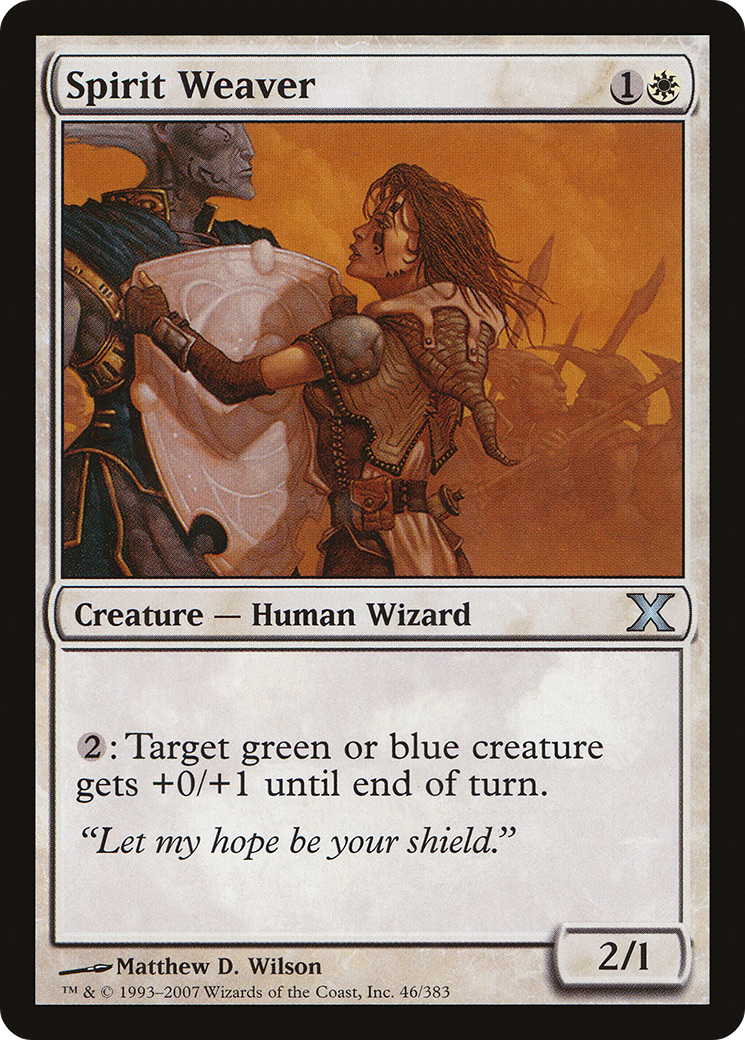 Spirit Weaver 1
Creature — Human Wizard X
2: Target green or blue creature
gets +0/+1 until end of turn.
“Let my hope be your shield.”
2/1
Matthew D. Wilson
™ & © 1993–2007 Wizards of the Coast, Inc. 46/383